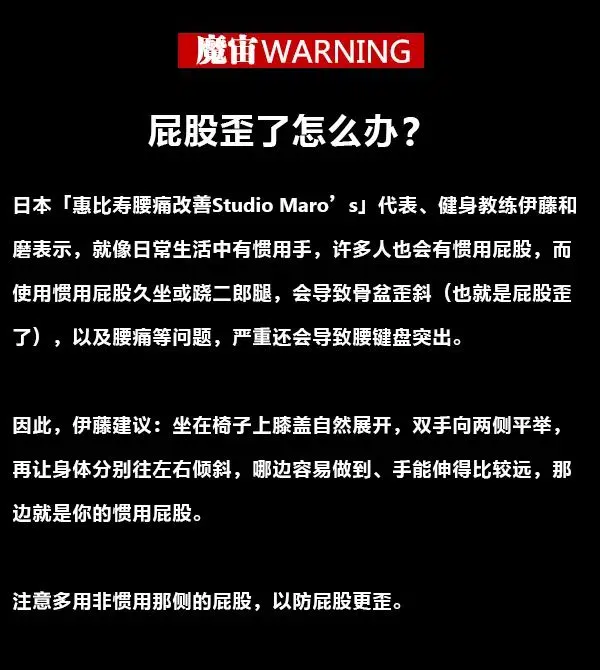 魔宙WARNING
屁股歪了怎么办？
日本「惠比寿腰痛改善Studio Maro’s」代表、健身教练伊藤和
磨表示，就像日常生活中有惯用手，许多人也会有惯用屁股，而
使用惯用屁股久坐或跷二郎腿，会导致骨盆歪斜（也就是屁股歪
了），以及腰痛等问题，严重还会导致腰键盘突出。
因此，伊藤建议：坐在椅子上膝盖自然展开，双手向两侧平举，
再让身体分别往左右倾斜，哪边容易做到、手能伸得比较远，那
边就是你的惯用屁股。
注意多用非惯用那侧的屁股，以防屁股更歪。